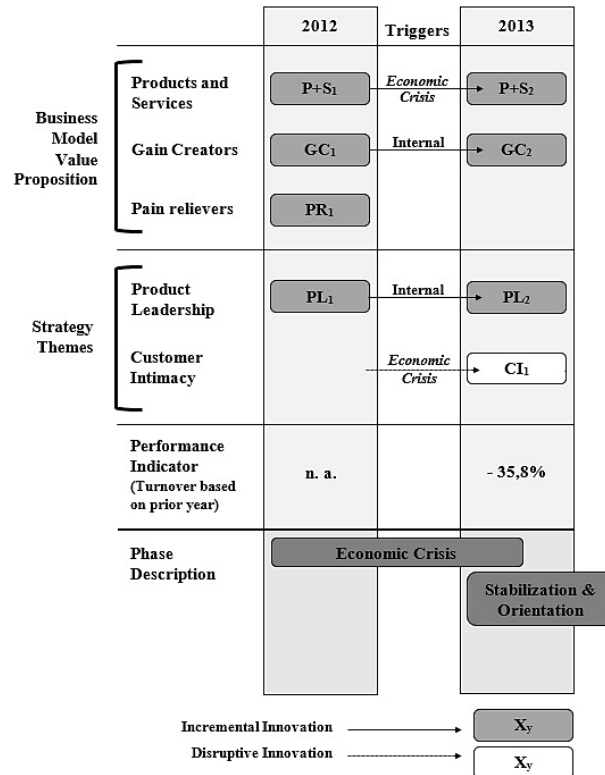 2012 Triggers 2013
Business
Model
Value
Proposition
Products and
Services
P+S₁
Economic
Crisis
P+S₂
Gain Creators
GC₁
Internal
GC₂
Pain relievers
PR₁
Strategy
Themes
Product
Leadership
PL₁
Internal
PL₂
Customer
Intimacy
Economic
Crisis
CI₁
Performance
Indicator
(Turnover based
on prior year)
n. a.
- 35,8%
Phase
Description
Economic Crisis
Stabilization &
Orientation
Incremental Innovation
Xy
Disruptive Innovation
Xy